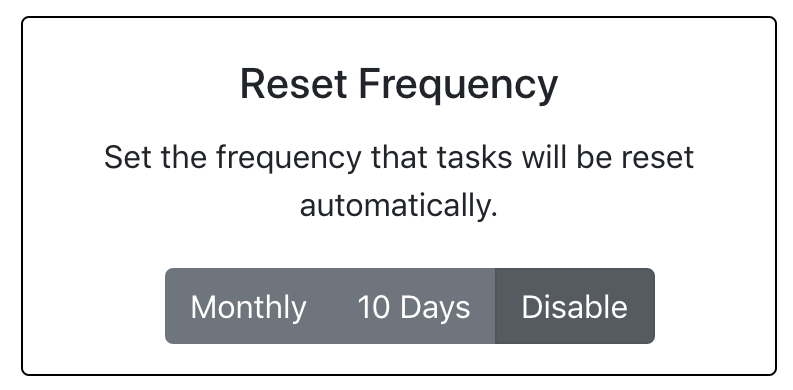 Reset Frequency
Set the frequency that tasks will be reset
automatically.
Monthly 10 Days Disable